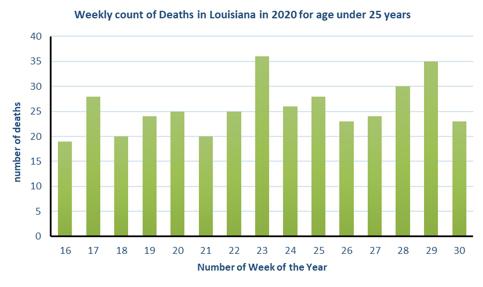 Weekly count of Deaths in Louisiana in 2020 for age under 25 years
number of deaths
40
35
30
25
20
15
10
5
0
16 17 18 19 20 21 22 23 24 25 26 27 28 29 30
Number of Week of the Year